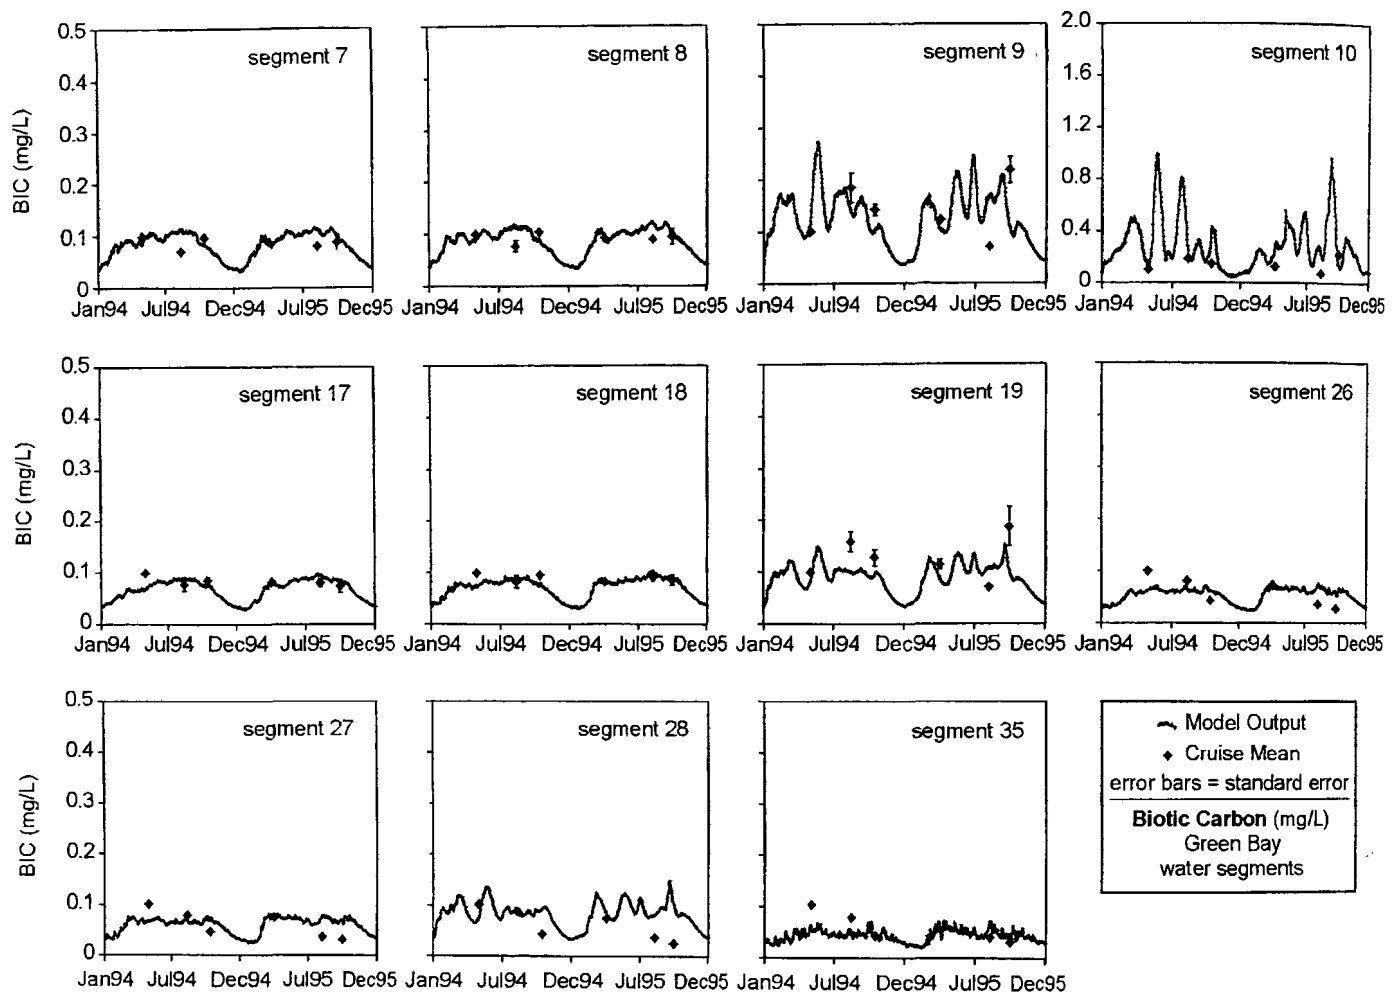 BIC (mg/L)
0.5
0.4
0.3
0.2
0.1
0
segment 7
Jan94 Jul94 Dec94 Jul95 Dec95
segment 8
Jan94 Jul94 Dec94 Jul95 Dec95
segment 9
Jan94 Jul94 Dec94 Jul95 Dec95
2.0
1.6
1.2
0.8
0.4
0
segment 10
Jan94 Jul94 Dec94 Jul95 Dec95
BIC (mg/L)
0.5
0.4
0.3
0.2
0.1
0
segment 17
Jan94 Jul94 Dec94 Jul95 Dec95
segment 18
Jan94 Jul94 Dec94 Jul95 Dec95
segment 19
Jan94 Jul94 Dec94 Jul95 Dec95
segment 26
Jan94 Jul94 Dec94 Jul95 Dec95
BIC (mg/L)
0.5
0.4
0.3
0.2
0.1
0
segment 27
Jan94 Jul94 Dec94 Jul95 Dec95
segment 28
Jan94 Jul94 Dec94 Jul95 Dec95
segment 35
Jan94 Jul94 Dec94 Jul95 Dec95
Model Output
Cruise Mean
error bars = standard error
Biotic Carbon (mg/L)
Green Bay
water segments